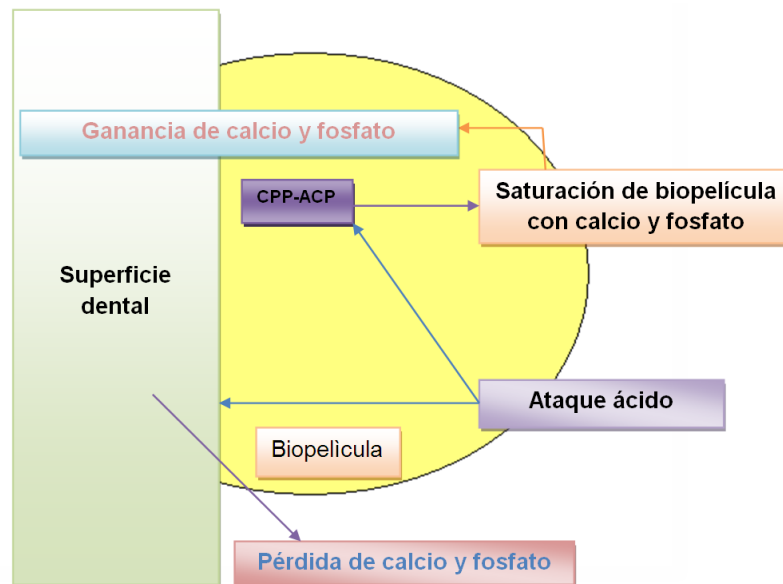 Ganancia de calcio y fosfato
CPP-ACP
Saturación de biopelícula
con calcio y fosfato
Superficie
dental
Ataque ácido
Biopelìcula
Pérdida de calcio y fosfato